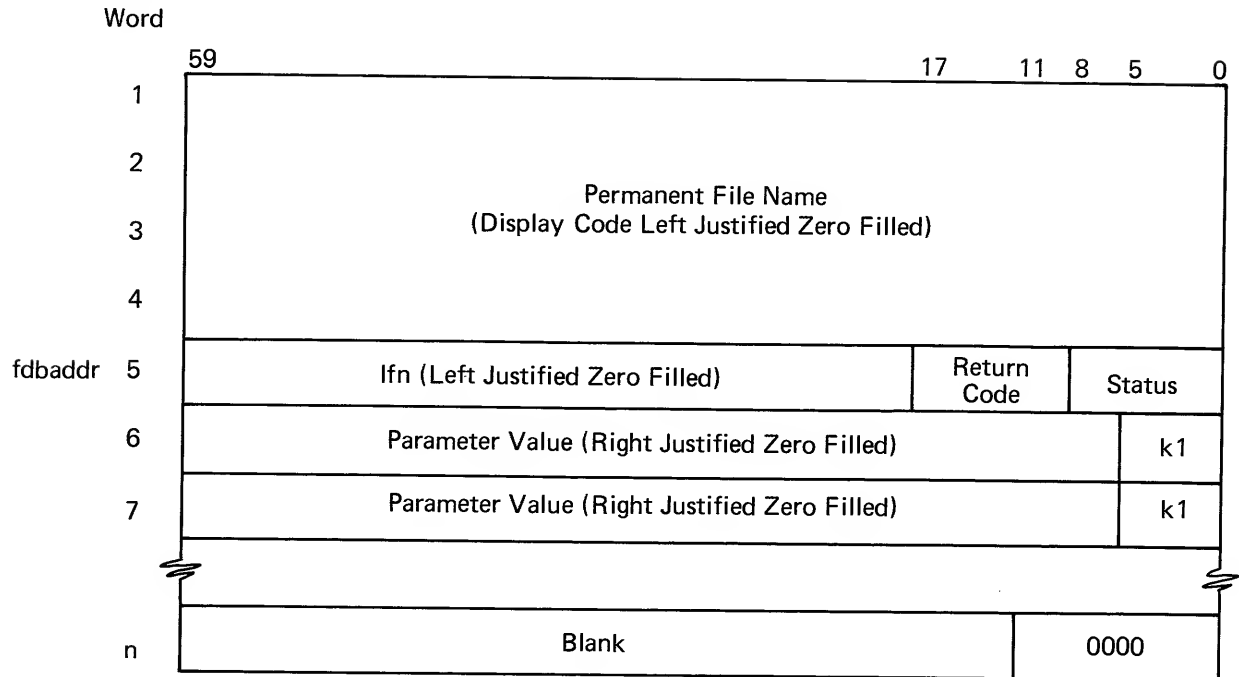 Word
59 17 11 8 5 0
1
2
Permanent File Name
3 (Display Code Left Justified Zero Filled)
4
fdbaddr 5 lfn (Left Justified Zero Filled) Return Code Status
6 Parameter Value (Right Justified Zero Filled) k1
7 Parameter Value (Right Justified Zero Filled) k1
n Blank 0000